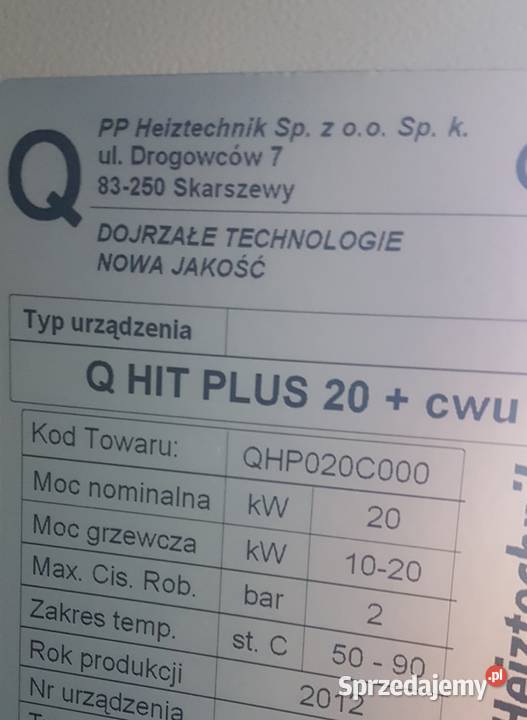 Q
PP Heiztechnik Sp. z o.o. Sp. k.
ul. Drogowców 7
83-250 Skarszewy
DOJRZAŁE TECHNOLOGIE
NOWA JAKOŚĆ
Typ urządzenia
Q HIT PLUS 20 + cwu
Kod Towaru: QHP020C000
Moc nominalna kW 20
Moc grzewcza kW 10-20
Max. Cis. Rob. bar 2
Zakres temp. st. C 50 - 90
Rok produkcji 2012
Nr urządzenia
Heiztechnik
Sprzedajemy.pl